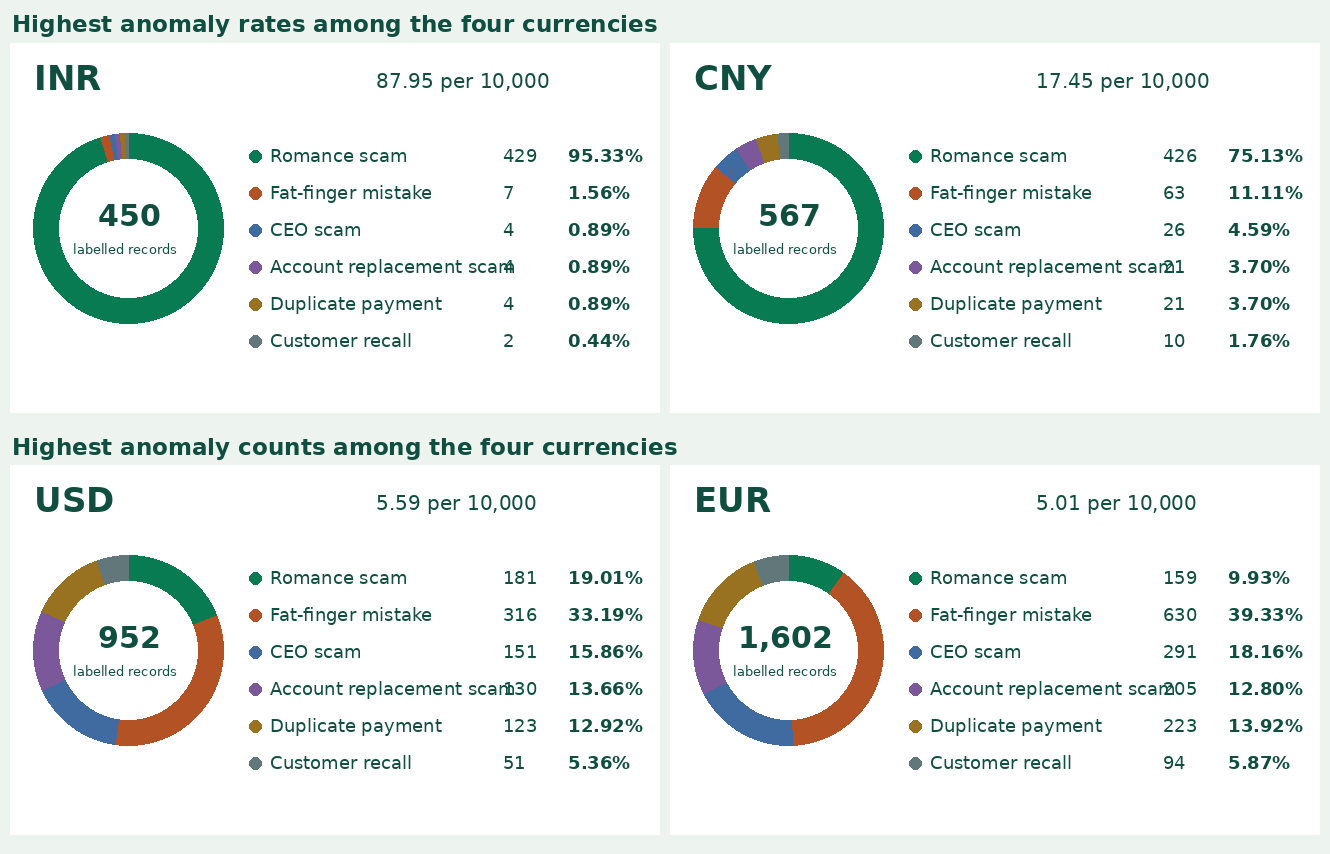 Highest anomaly rates among the four currencies
INR 87.95 per 10,000
450
labelled records
Romance scam 429 95.33%
Fat-finger mistake 7 1.56%
CEO scam 4 0.89%
Account replacement scam 4 0.89%
Duplicate payment 4 0.89%
Customer recall 2 0.44%
CNY 17.45 per 10,000
567
labelled records
Romance scam 426 75.13%
Fat-finger mistake 63 11.11%
CEO scam 26 4.59%
Account replacement scam 21 3.70%
Duplicate payment 21 3.70%
Customer recall 10 1.76%
Highest anomaly counts among the four currencies
USD 5.59 per 10,000
952
labelled records
Romance scam 181 19.01%
Fat-finger mistake 316 33.19%
CEO scam 151 15.86%
Account replacement scam 130 13.66%
Duplicate payment 123 12.92%
Customer recall 51 5.36%
EUR 5.01 per 10,000
1,602
labelled records
Romance scam 159 9.93%
Fat-finger mistake 630 39.33%
CEO scam 291 18.16%
Account replacement scam 205 12.80%
Duplicate payment 223 13.92%
Customer recall 94 5.87%